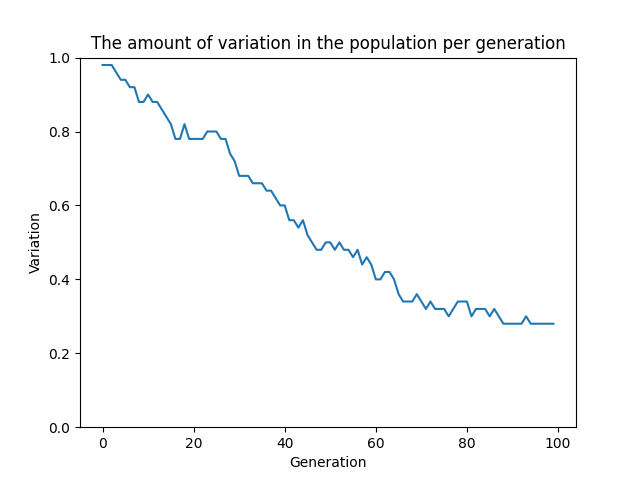 The amount of variation in the population per generation
1.0
0.8
0.6
0.4
0.2
0.0
Variation
0 20 40 60 80 100
Generation